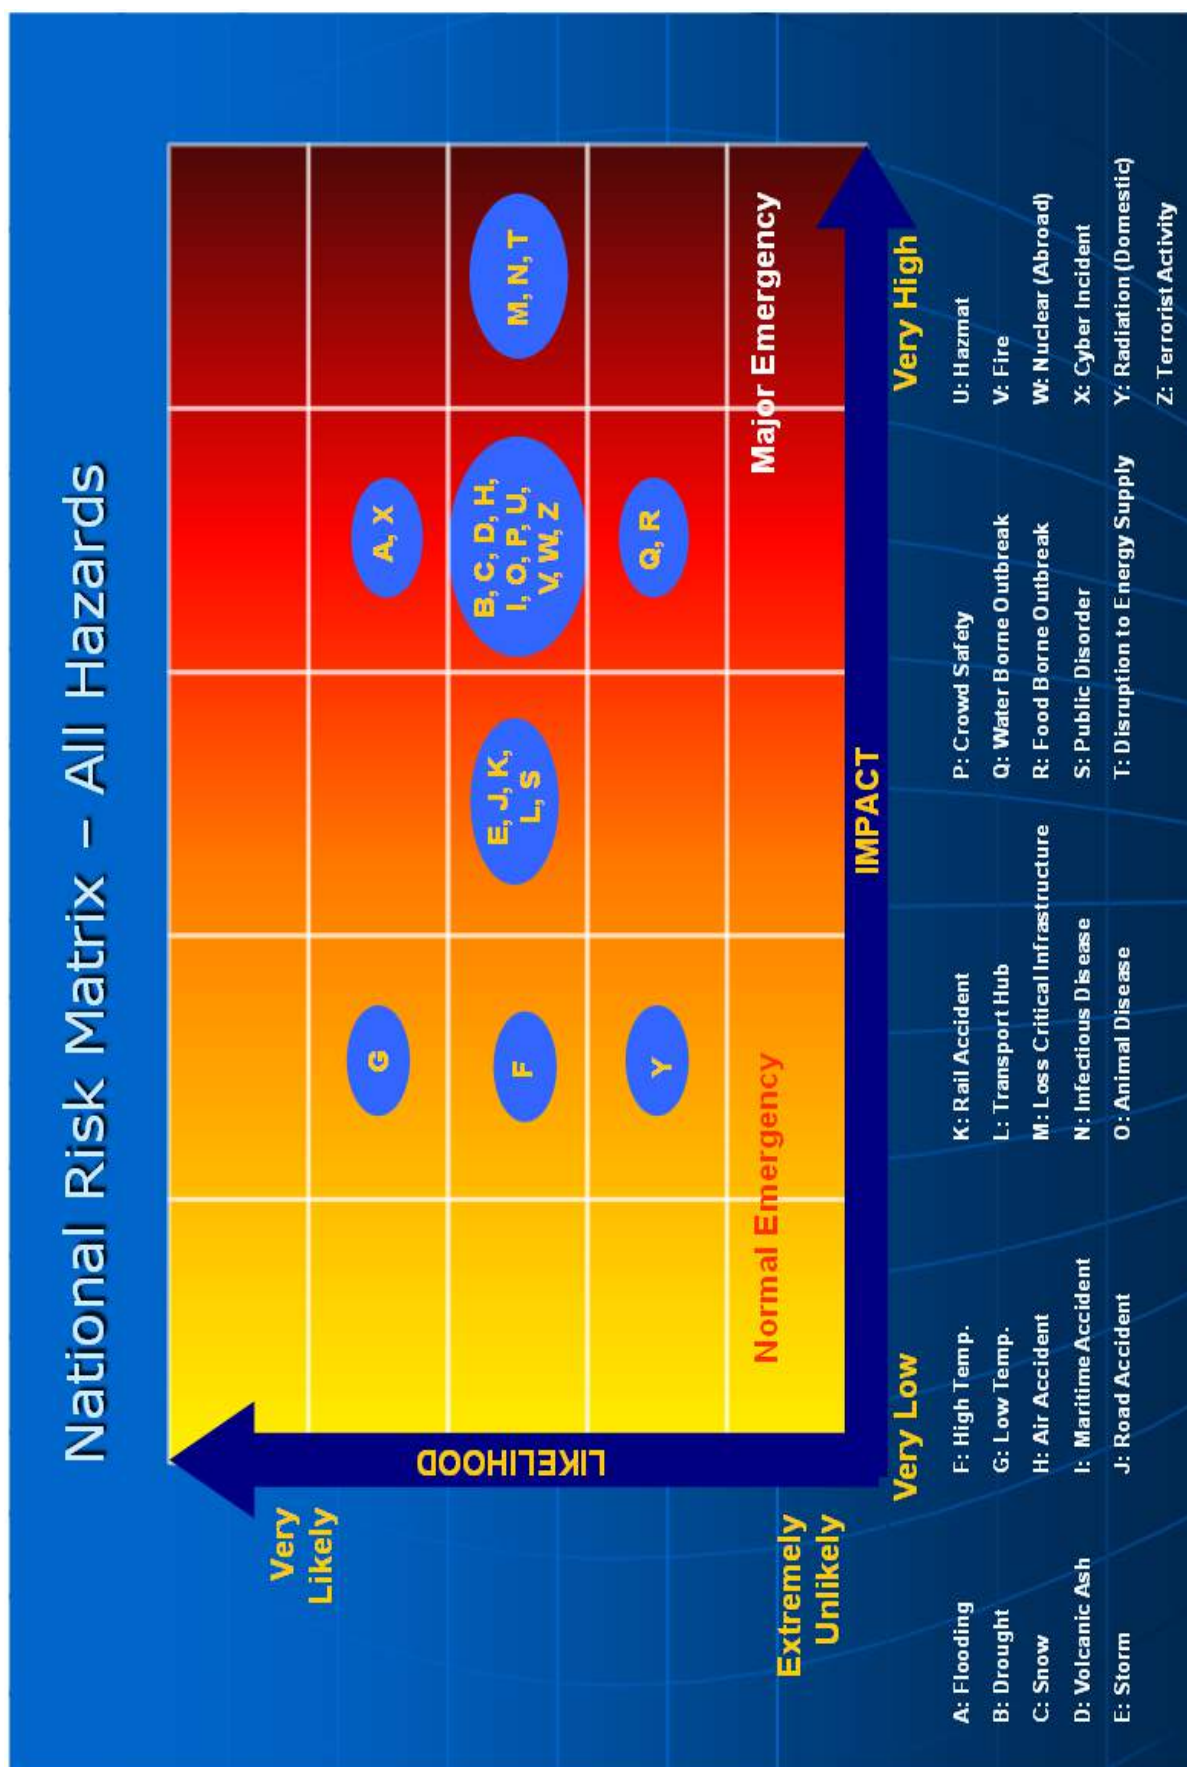 National Risk Matrix – All Hazards
Very
Likely
LIKELIHOOD
Extremely
Unlikely
G
A, X
F
E, J, K,
L, S
B, C, D, H,
I, O, P, U,
V, W, Z
M, N, T
Y
Q, R
Normal Emergency
Major Emergency
IMPACT
Very Low
Very High
A: Flooding
B: Drought
C: Snow
D: Volcanic Ash
E: Storm
F: High Temp.
G: Low Temp.
H: Air Accident
I: Maritime Accident
J: Road Accident
K: Rail Accident
L: Transport Hub
M: Loss Critical Infrastructure
N: Infectious Disease
O: Animal Disease
P: Crowd Safety
Q: Water Borne Outbreak
R: Food Borne Outbreak
S: Public Disorder
T: Disruption to Energy Supply
U: Hazmat
V: Fire
W: Nuclear (Abroad)
X: Cyber Incident
Y: Radiation (Domestic)
Z: Terrorist Activity